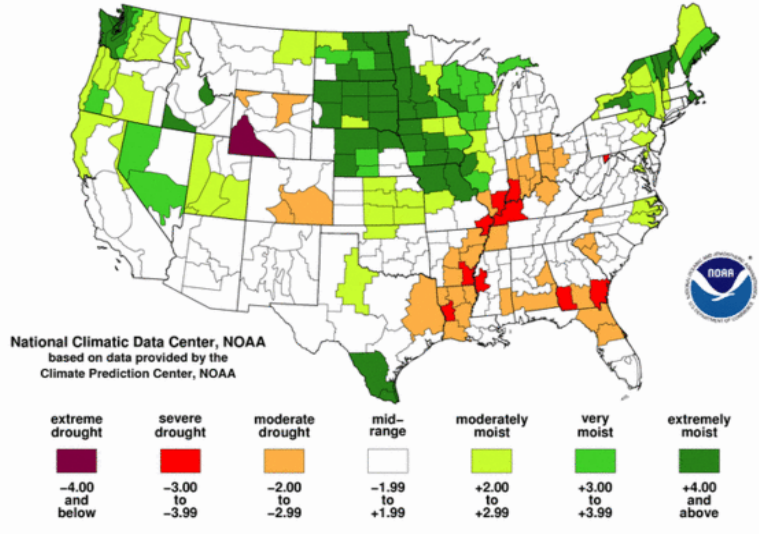 NOAA
National Climatic Data Center, NOAA
based on data provided by the
Climate Prediction Center, NOAA
extreme drought
severe drought
moderate drought
mid-range
moderately moist
very moist
extremely moist
-4.00 and below
-3.00 to -3.99
-2.00 to -2.99
-1.99 to +1.99
+2.00 to +2.99
+3.00 to +3.99
+4.00 and above